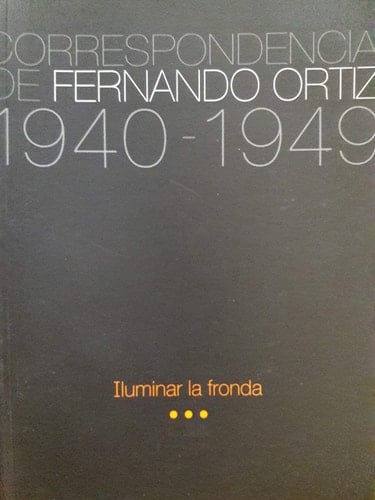 CORRESPONDENCIA
DE FERNANDO ORTIZ
1940-1949
Iluminar la fronda